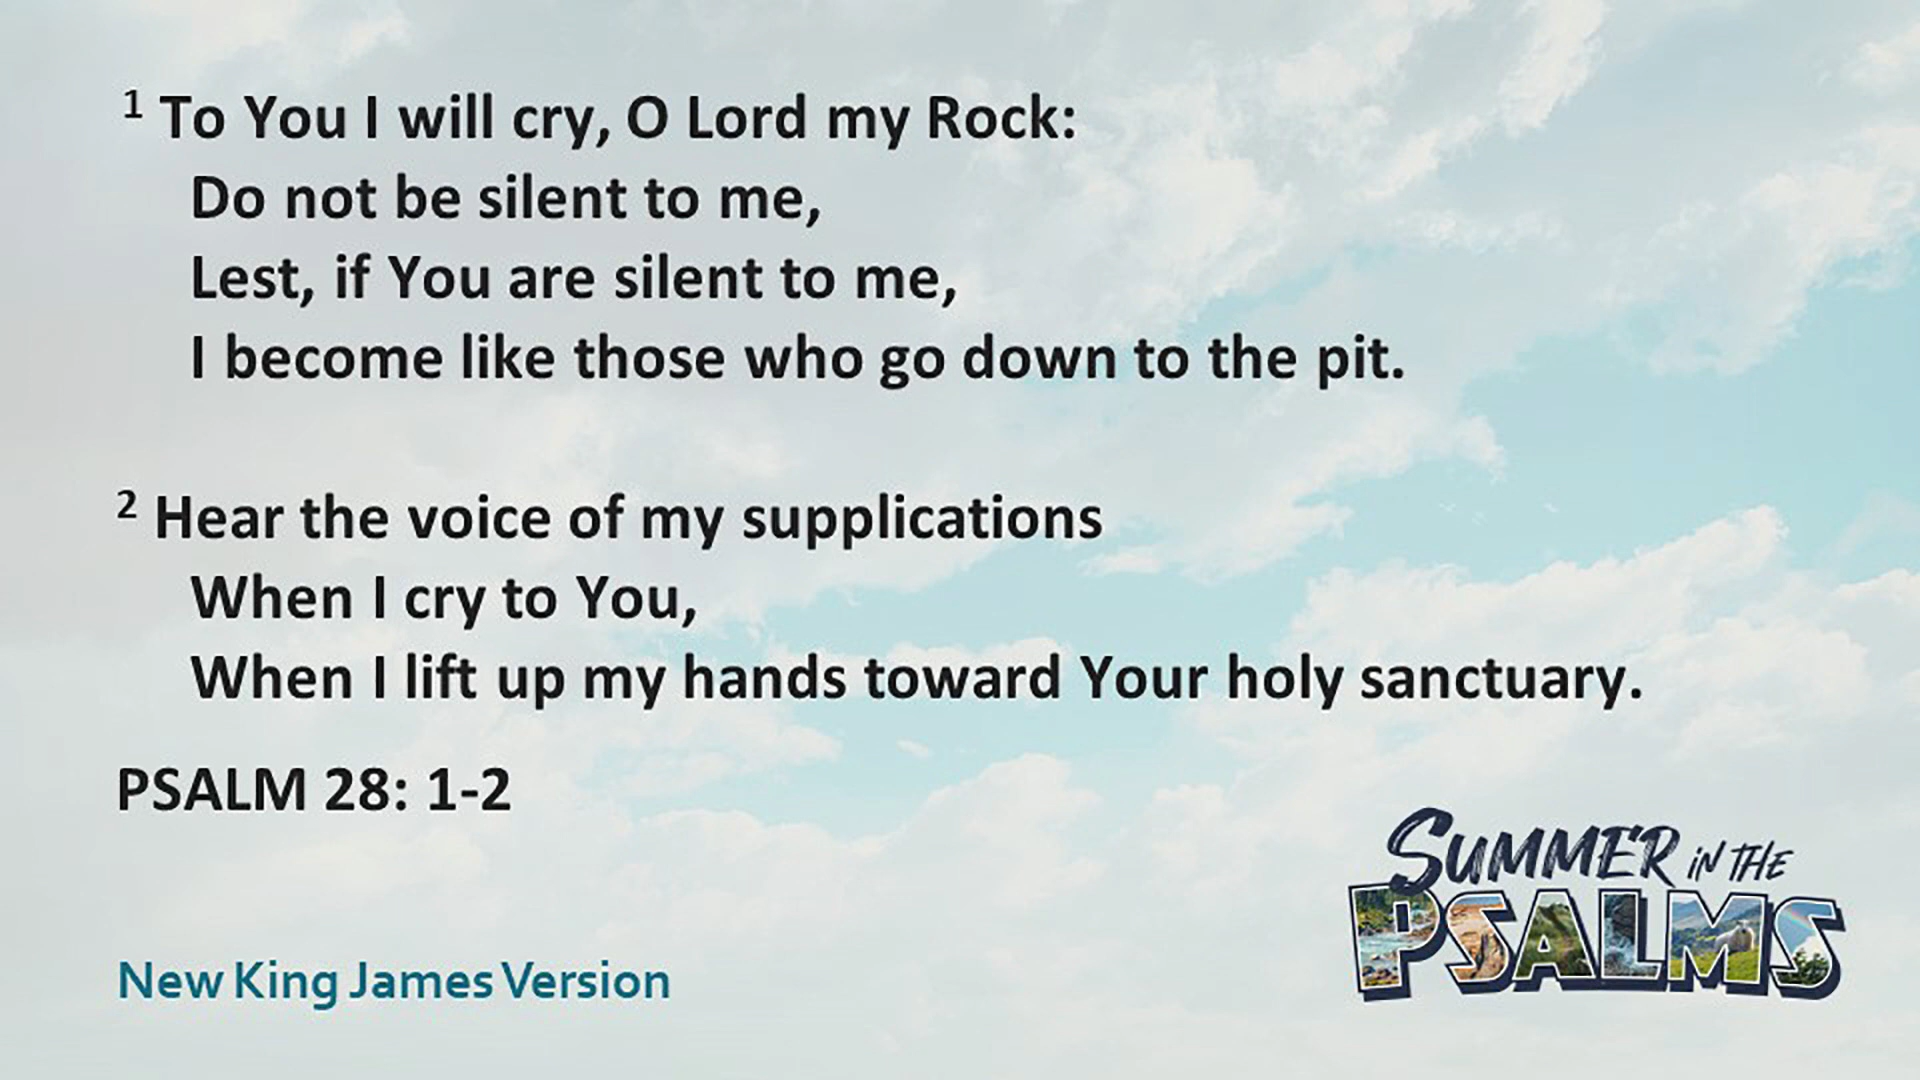 1 To You I will cry, O Lord my Rock:
Do not be silent to me,
Lest, if You are silent to me,
I become like those who go down to the pit.
2 Hear the voice of my supplications
When I cry to You,
When I lift up my hands toward Your holy sanctuary.
PSALM 28: 1-2
New King James Version
SUMMER IN THE
PSALMS